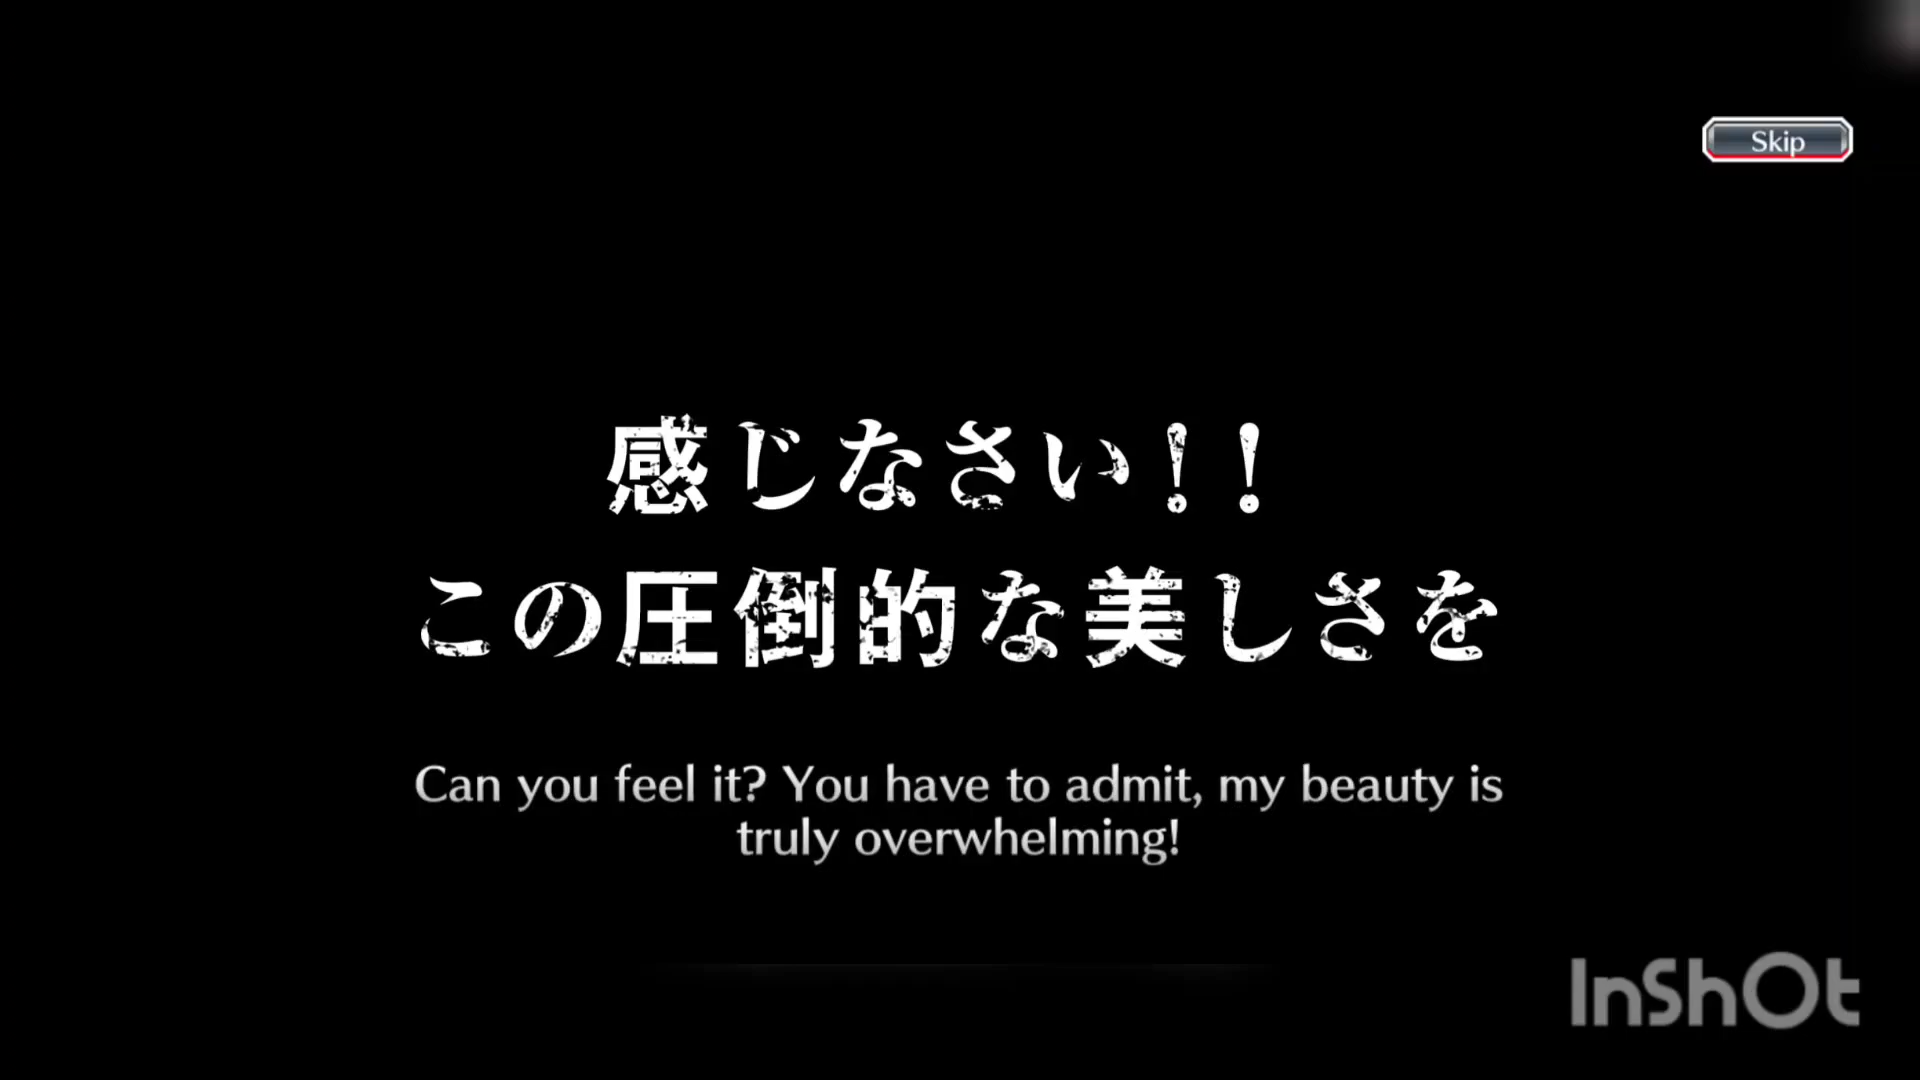 Skip
感じなさい！！
この圧倒的な美しさを
Can you feel it? You have to admit, my beauty is
truly overwhelming!
InShOt